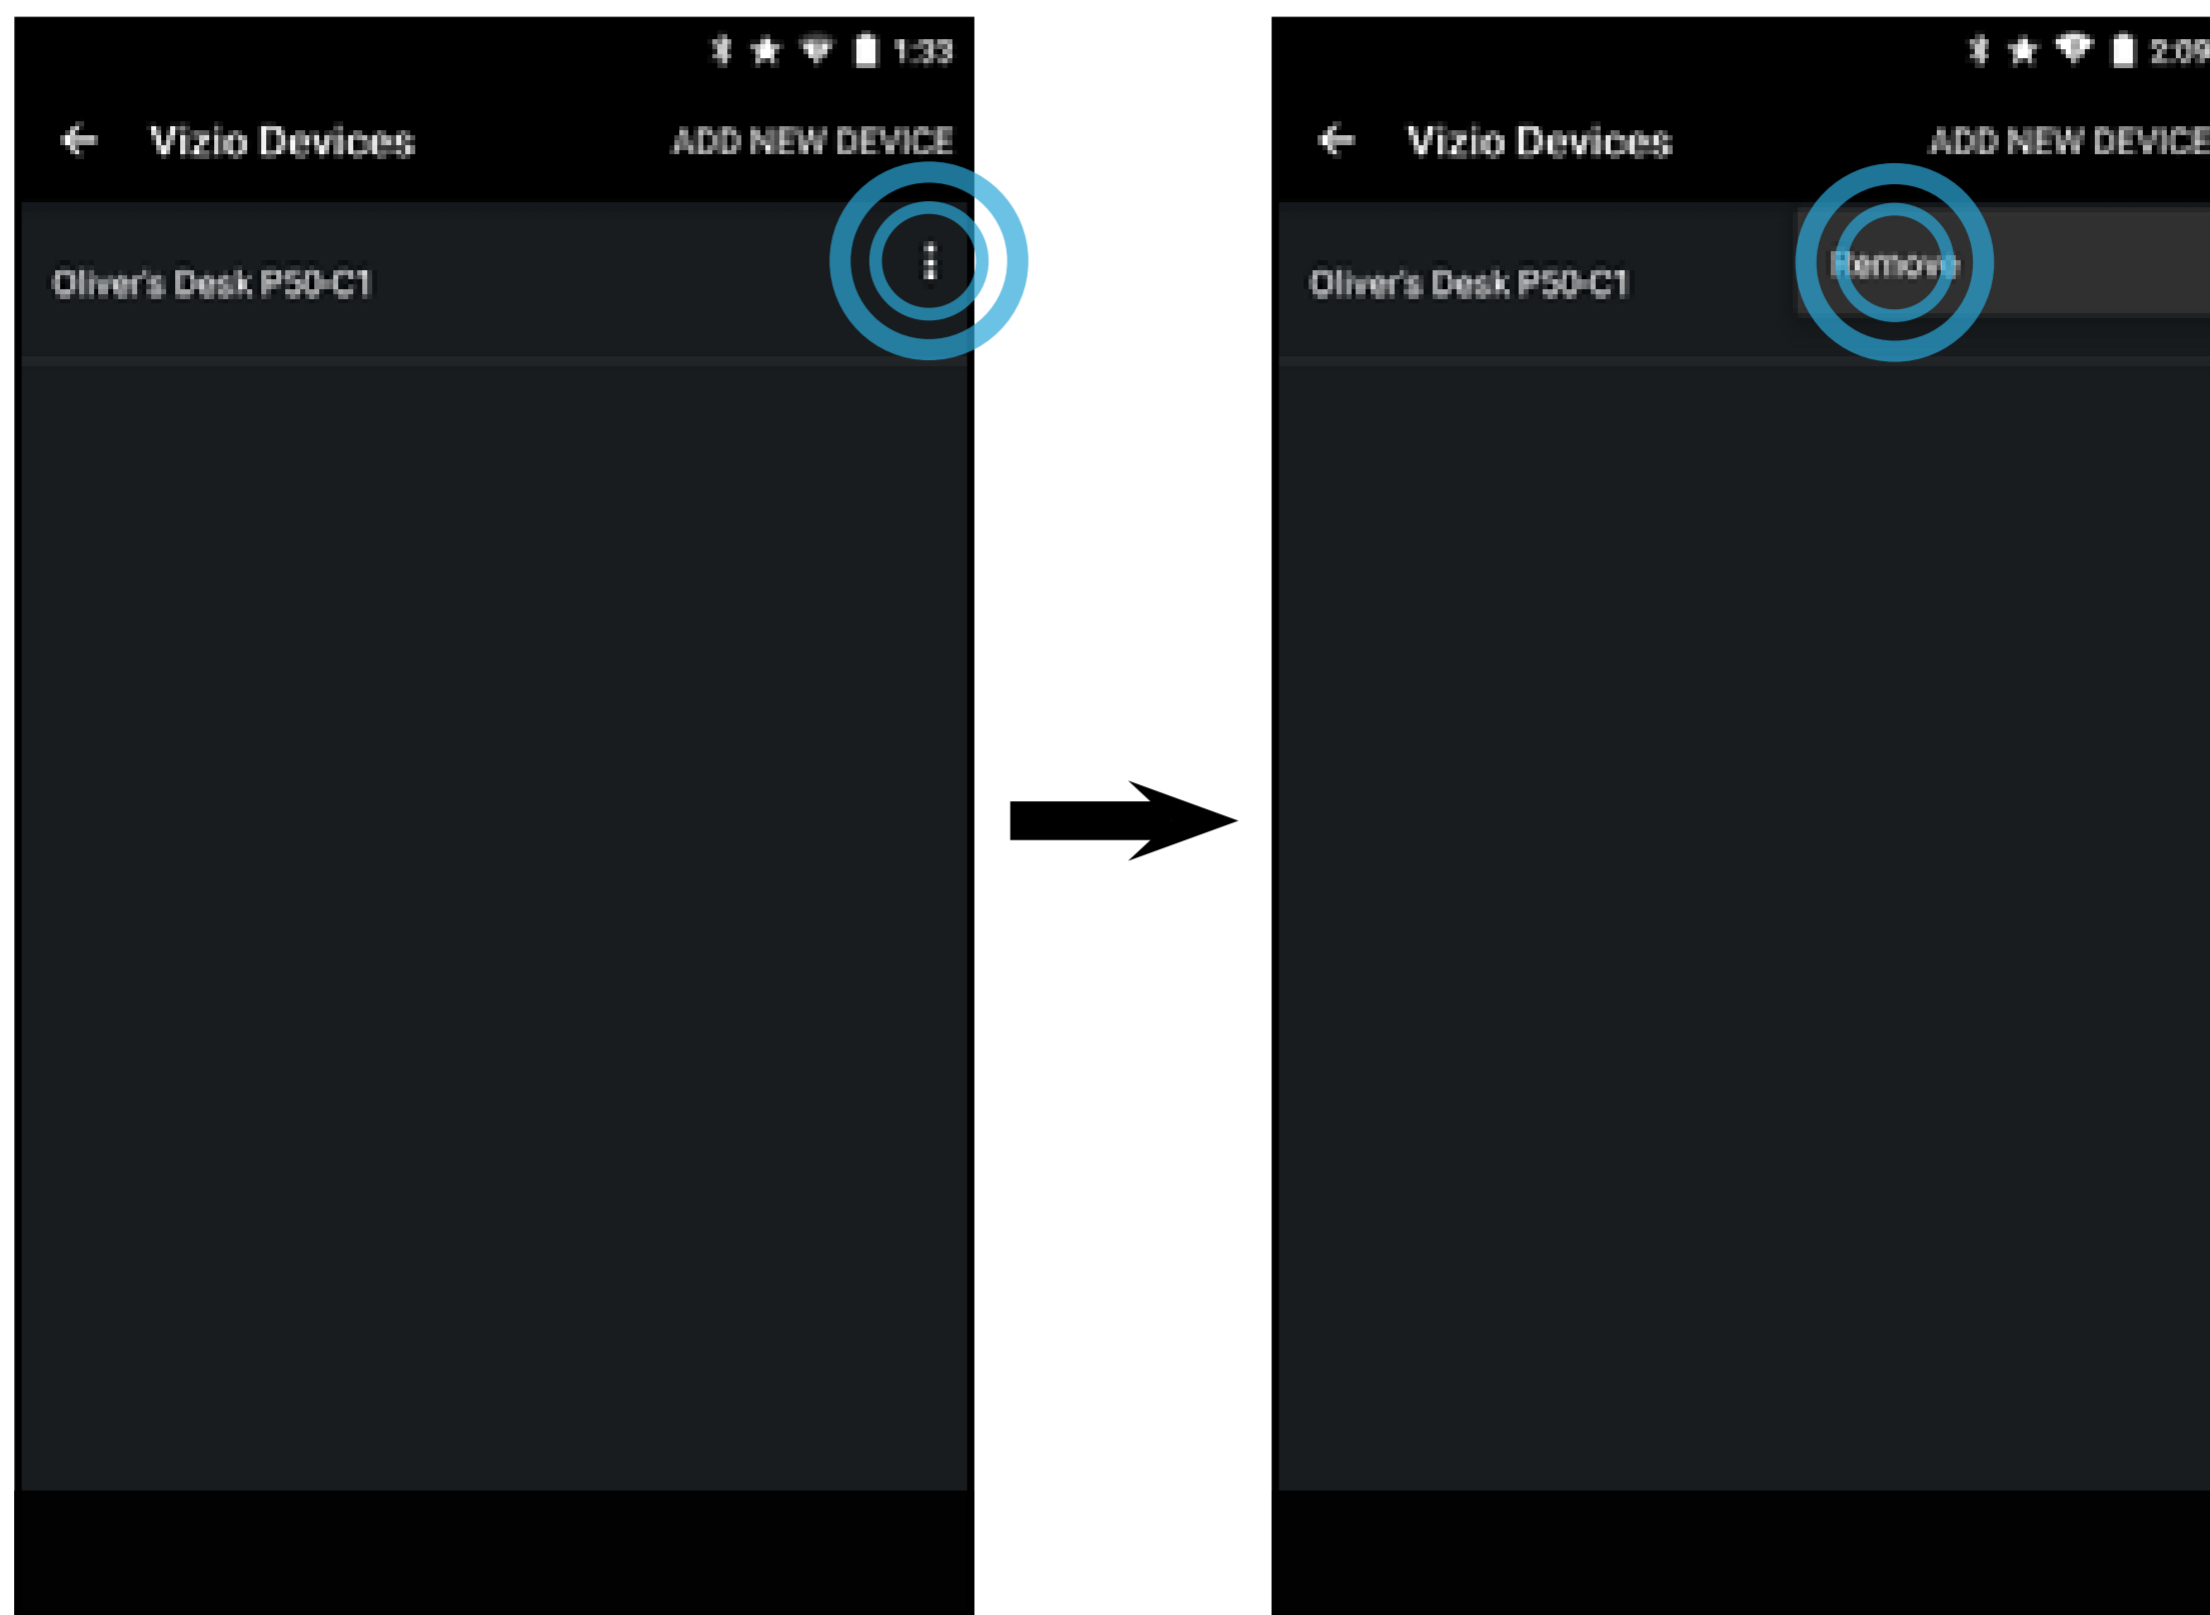 1:33
Vizio Devices ADD NEW DEVICE
Oliver's Desk P50-C1
2:09
Vizio Devices ADD NEW DEVICE
Oliver's Desk P50-C1 Remove